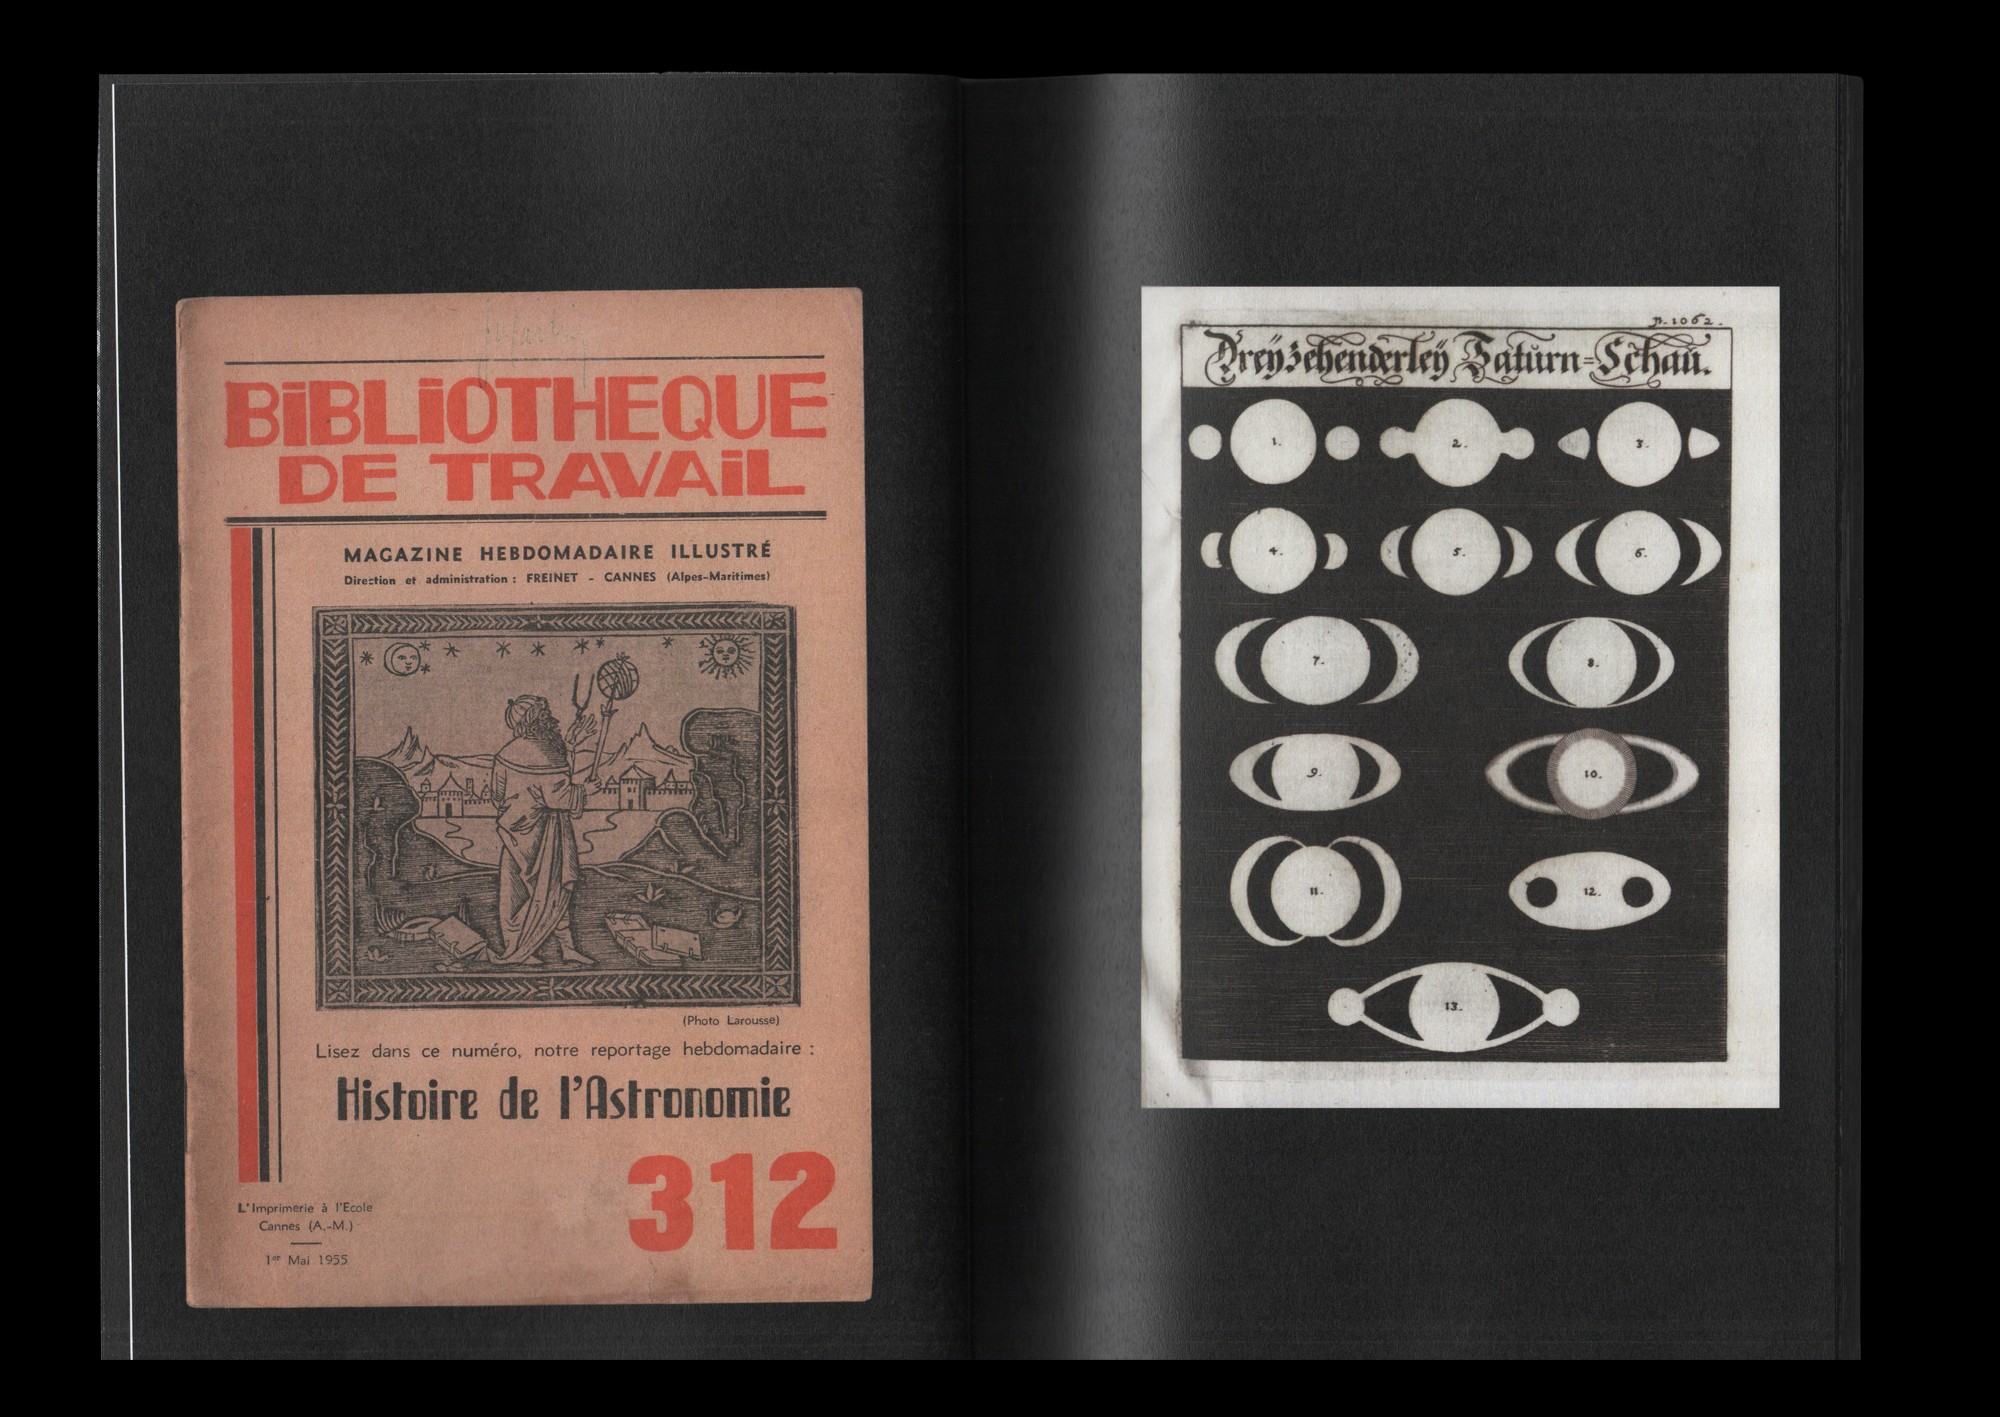 BiBLiOTHEQUE
DE TRAVAiL
MAGAZINE HEBDOMADAIRE ILLUSTRÉ
Direction et administration : FREINET - CANNES (Alpes-Maritimes)
(Photo Larousse)
Lisez dans ce numéro, notre reportage hebdomadaire :
Histoire de l'Astronomie
312
L'Imprimerie à l'Ecole
Cannes (A.-M.)
1er Mai 1955
p. 1062.
Dreyzehenderleÿ Saturn=Schaü.
1.
2.
3.
4.
5.
6.
7.
8.
9.
10.
11.
12.
13.